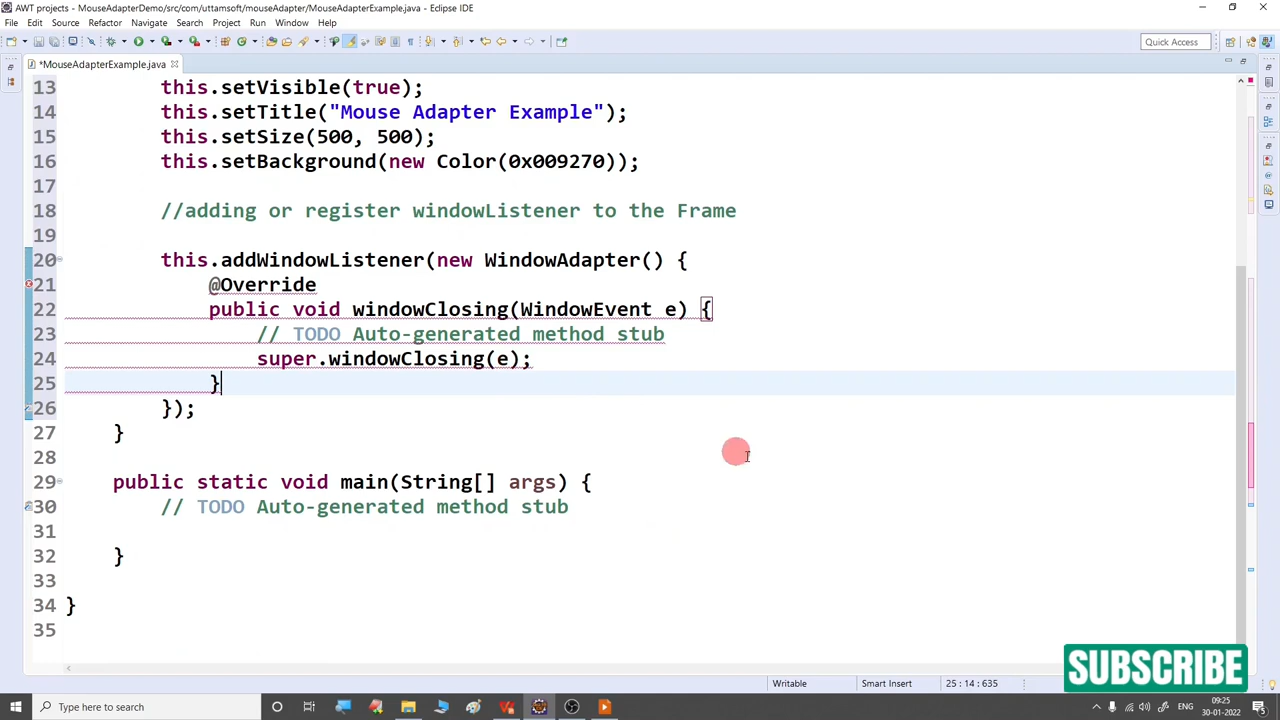 AWT projects - MouseAdapterDemo/src/com/uttamsoft/mouseAdapter/MouseAdapterExample.java - Eclipse IDE
File Edit Source Refactor Navigate Search Project Run Window Help
Quick Access
*MouseAdapterExample.java
13 this.setVisible(true);
14 this.setTitle("Mouse Adapter Example");
15 this.setSize(500, 500);
16 this.setBackground(new Color(0x009270));
17
18 //adding or register windowListener to the Frame
19
20 this.addWindowListener(new WindowAdapter() {
21 @Override
22 public void windowClosing(WindowEvent e) {
23 // TODO Auto-generated method stub
24 super.windowClosing(e);
25 }
26 });
27 }
28
29 public static void main(String[] args) {
30 // TODO Auto-generated method stub
31
32 }
33
34 }
35
SUBSCRIBE
Writable Smart Insert 25 : 14 : 635
Type here to search
ENG
09:25
30-01-2022